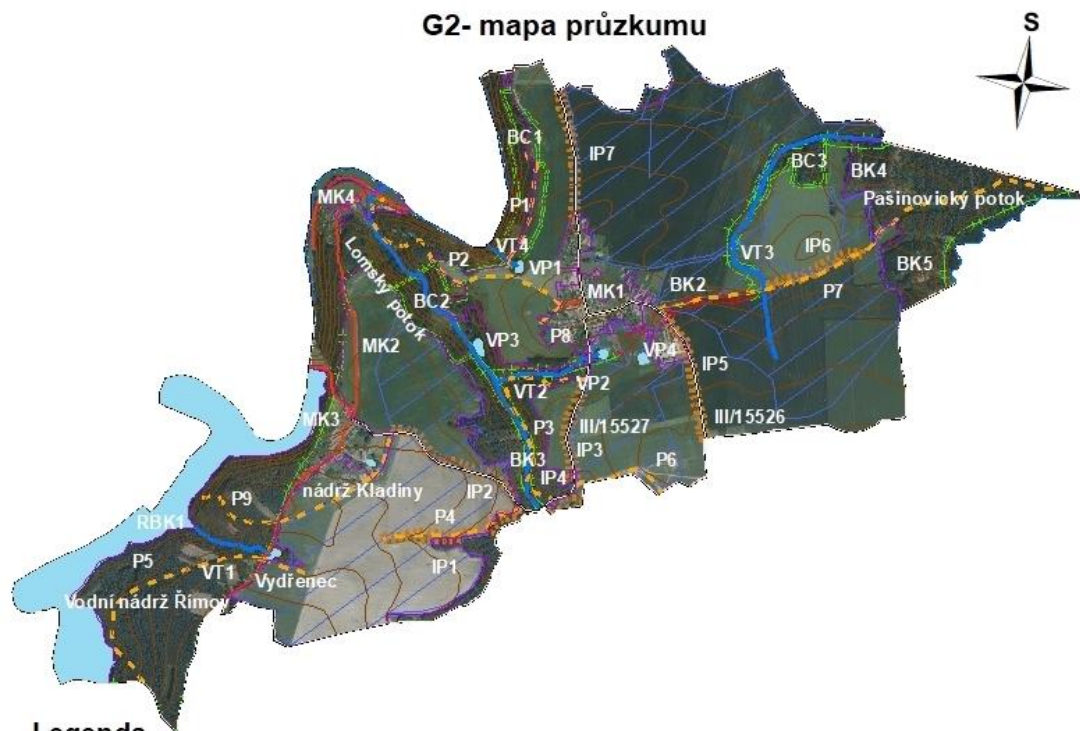 G2- mapa průzkumu
S
BC1
IP7
BC3
BK4
Pašinovický potok
MK4
P1
IP6
VT4
P2
VP1
VT3
BK5
Lomský potok
BC2
MK1
BK2
P7
MK2
VP3
P8
VP4
IP5
VT2
VP2
MK3
P3
III/15527
III/15526
BK3
IP3
nádrž Kladiny
IP2
IP4
P6
P9
P4
RBK1
P5
VT1
Vydřenec
IP1
Vodní nádrž Římov
Legenda